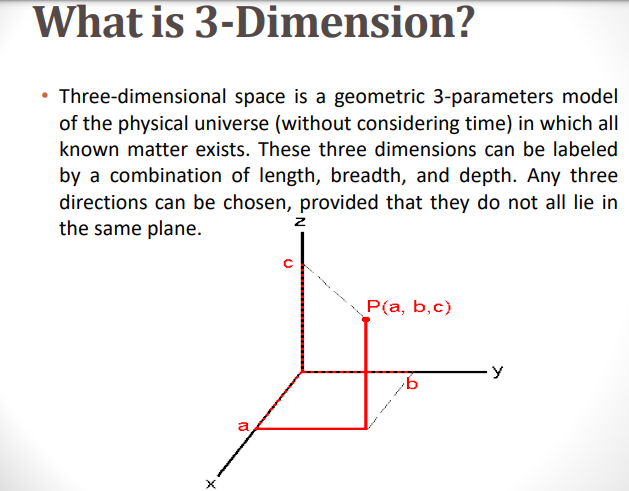 What is 3-Dimension?
• Three-dimensional space is a geometric 3-parameters model
of the physical universe (without considering time) in which all
known matter exists. These three dimensions can be labeled
by a combination of length, breadth, and depth. Any three
directions can be chosen, provided that they do not all lie in
the same plane.
z
c
P(a, b,c)
y
b
a
x